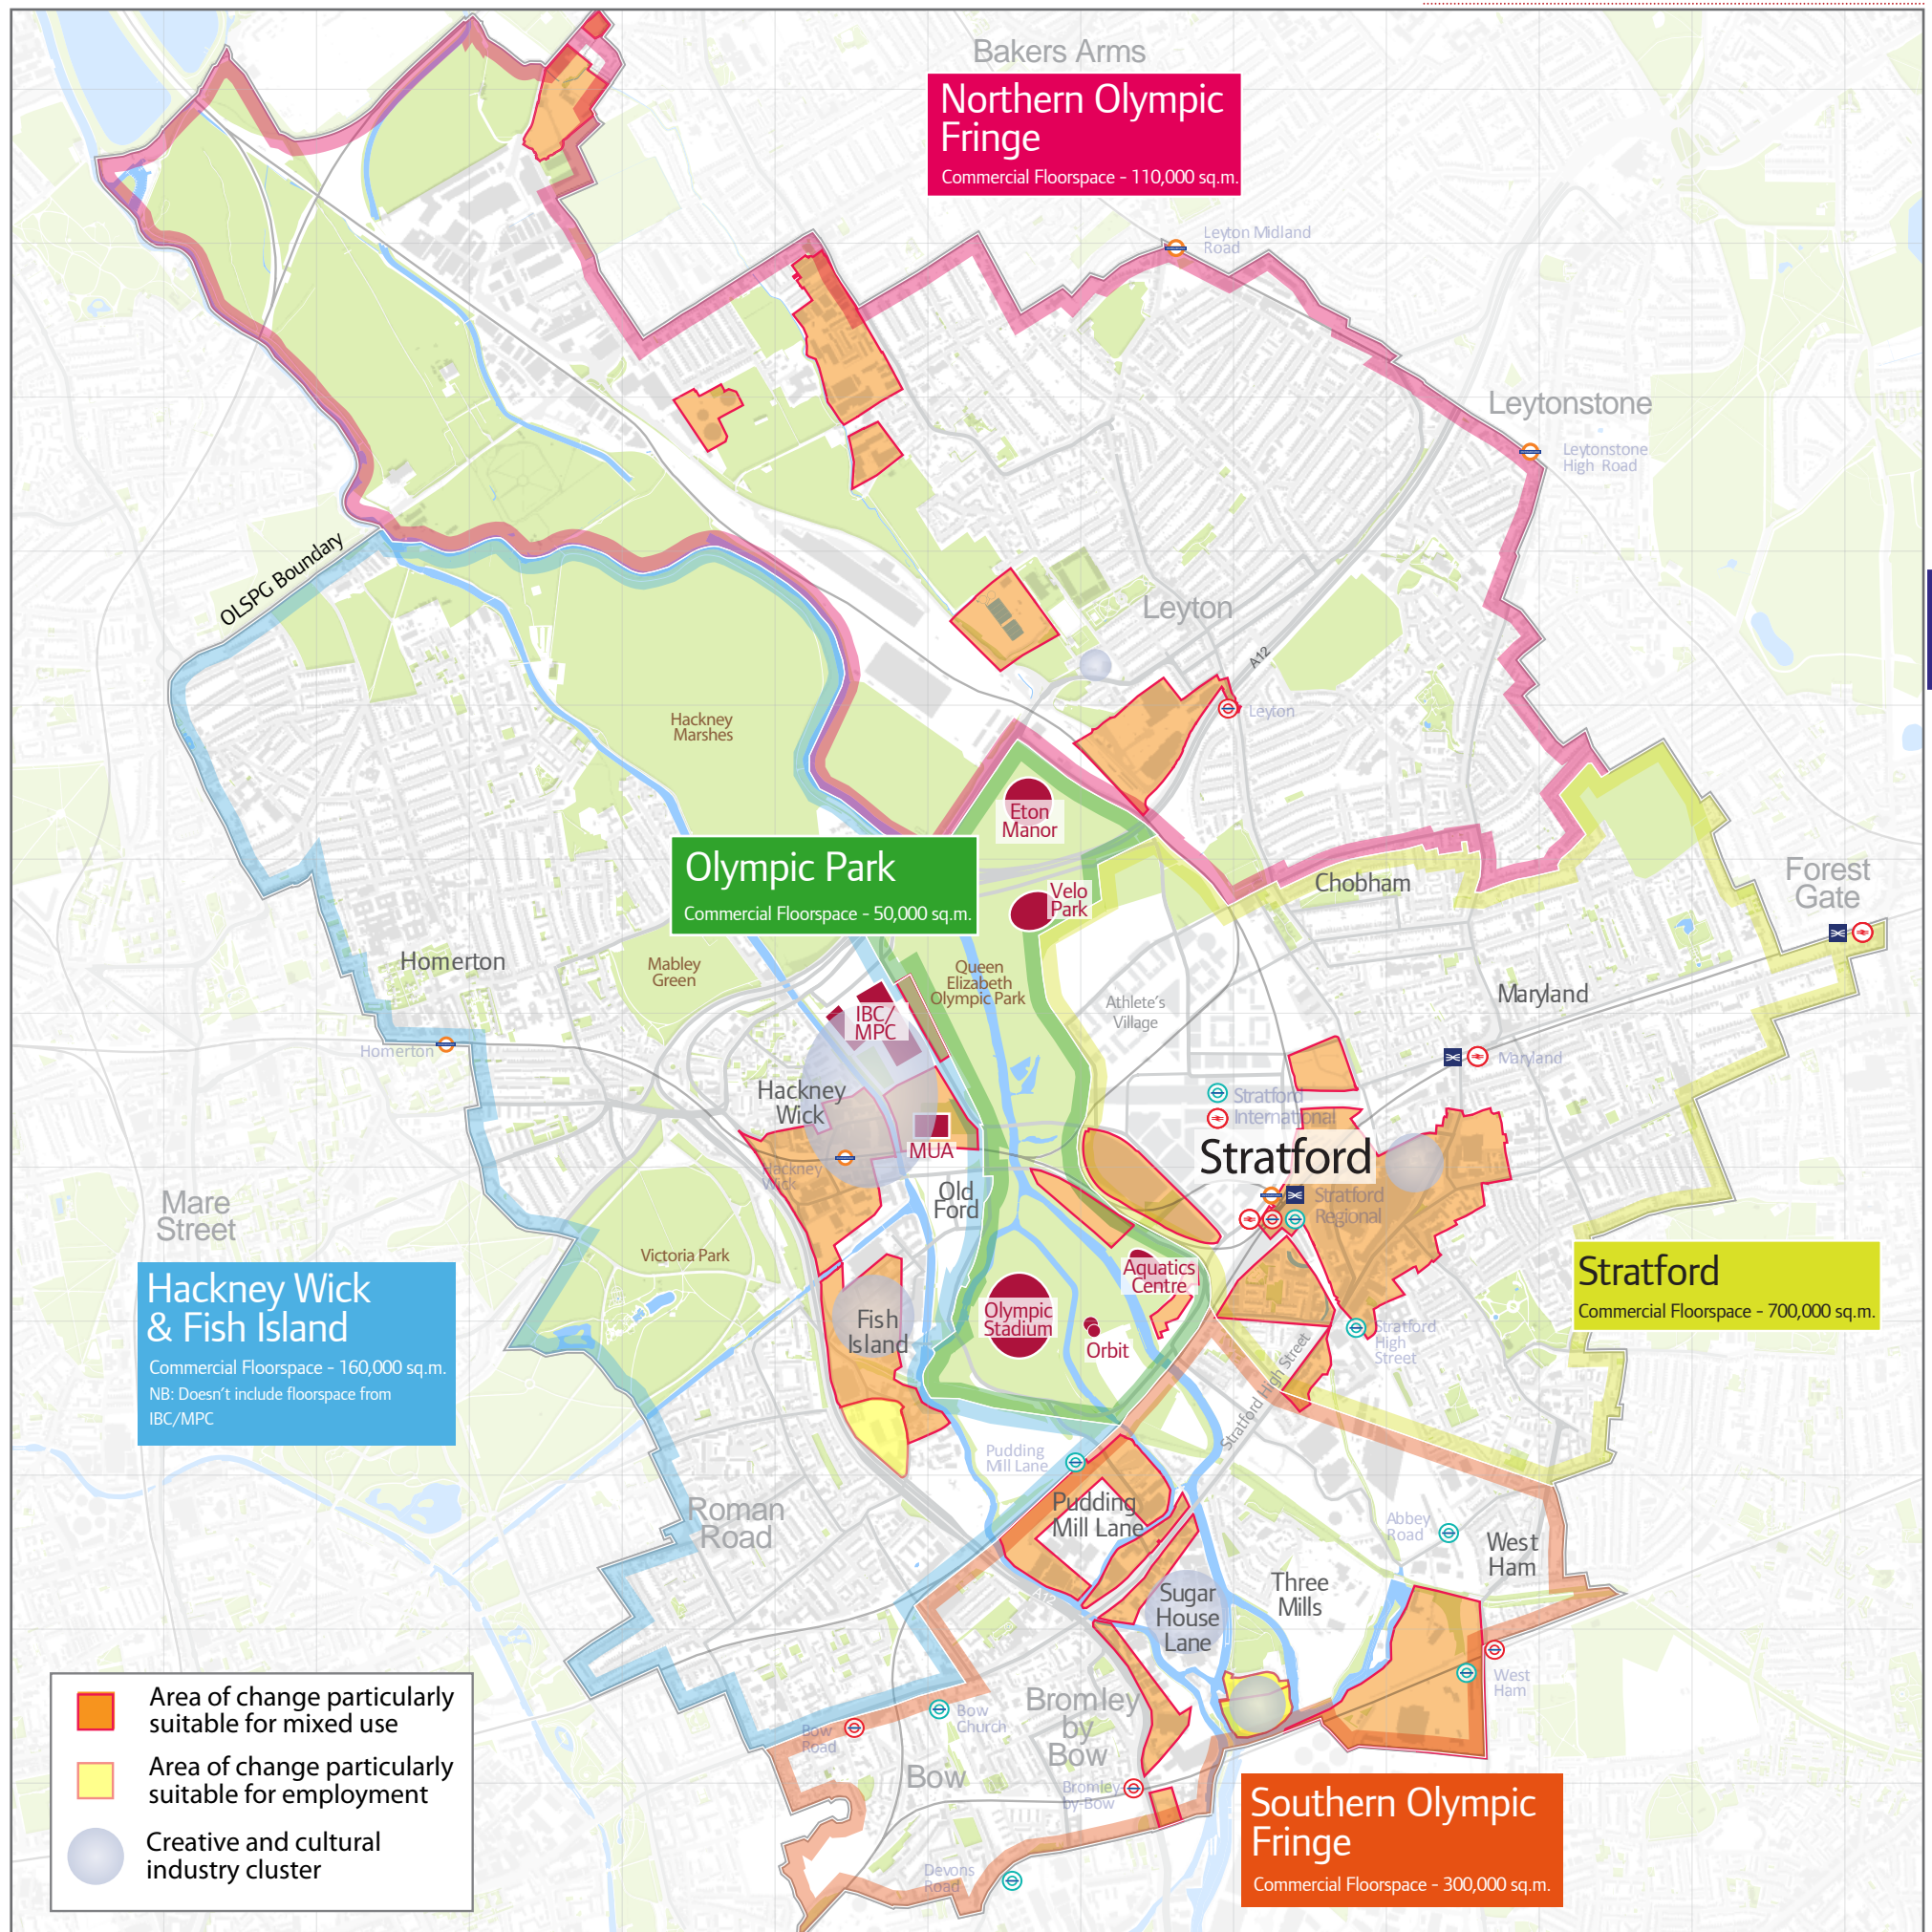 Bakers Arms
Northern Olympic
Fringe
Commercial Floorspace - 110,000 sq.m.
Leyton Midland
Road
Leytonstone
Leytonstone
High Road
OLSPG Boundary
Leyton
A12
Leyton
Hackney
Marshes
Eton
Manor
Olympic Park
Commercial Floorspace - 50,000 sq.m.
Velo
Park
Chobham
Forest
Gate
Homerton
Mabley
Green
Queen
Elizabeth
Olympic Park
Athlete's
Village
Maryland
IBC/
MPC
Homerton
Maryland
Hackney
Wick
Stratford
International
MUA
Stratford
Hackney
Wick
Old
Ford
Stratford
Regional
Mare
Street
Victoria Park
Hackney Wick
& Fish Island
Commercial Floorspace - 160,000 sq.m.
NB: Doesn't include floorspace from
IBC/MPC
Fish
Island
Olympic
Stadium
Aquatics
Centre
Orbit
Stratford
High
Street
Stratford High Street
Stratford
Commercial Floorspace - 700,000 sq.m.
Pudding
Mill Lane
Roman
Road
Pudding
Mill Lane
Abbey
Road
West
Ham
A12
Sugar
House
Lane
Three
Mills
West
Ham
Bow
Road
Bow
Church
Bromley
by
Bow
Bow
Bromley-
by-Bow
Devons
Road
Southern Olympic
Fringe
Commercial Floorspace - 300,000 sq.m.
Area of change particularly
suitable for mixed use
Area of change particularly
suitable for employment
Creative and cultural
industry cluster